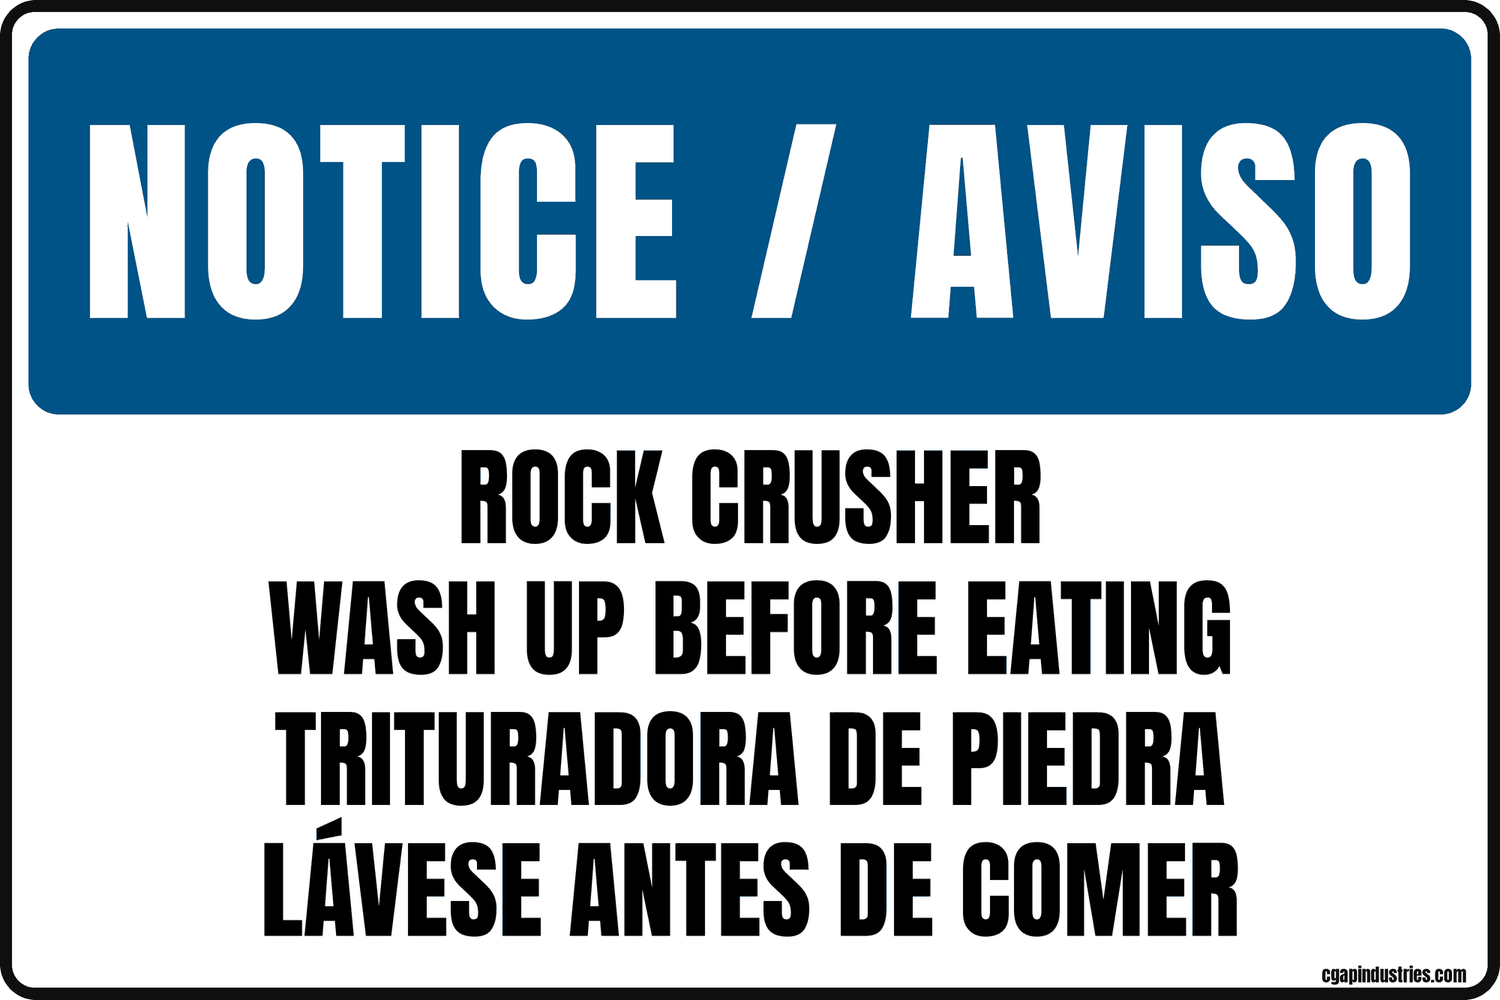 NOTICE / AVISO
ROCK CRUSHER
WASH UP BEFORE EATING
TRITURADORA DE PIEDRA
LÁVESE ANTES DE COMER
cgapindustries.com